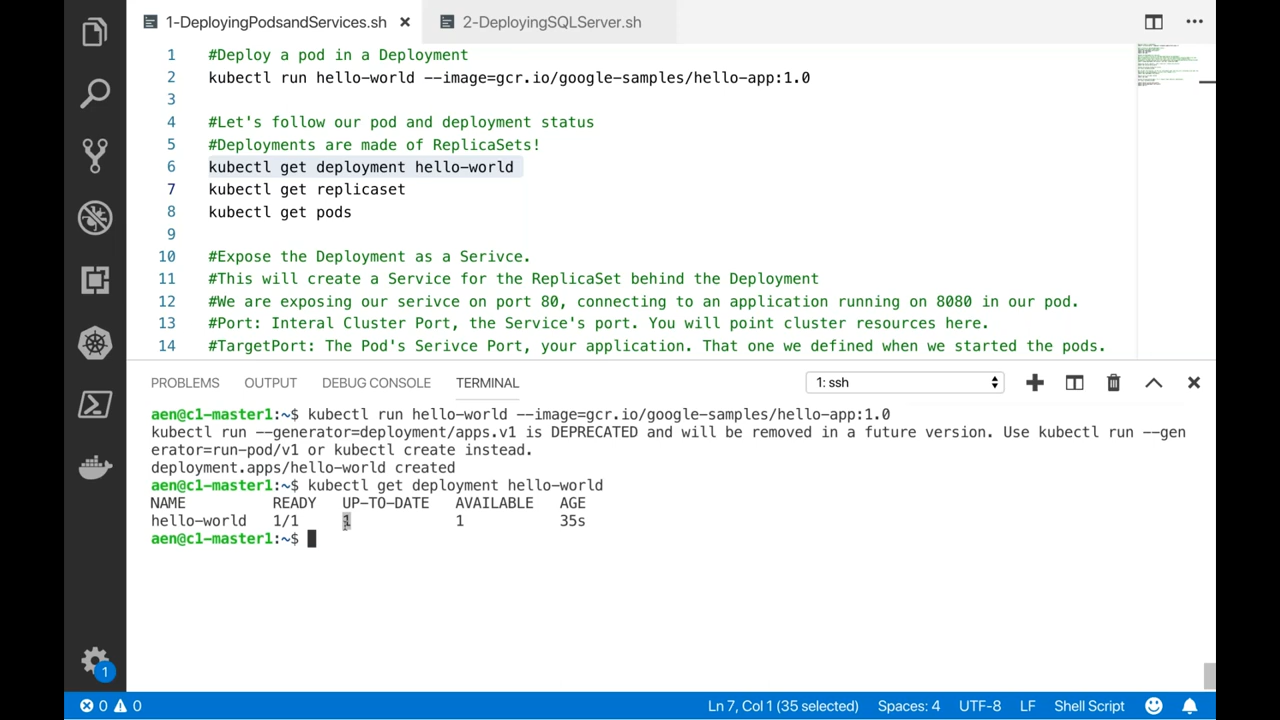 1-DeployingPodsandServices.sh
2-DeployingSQLServer.sh
1 #Deploy a pod in a Deployment
2 kubectl run hello-world --image=gcr.io/google-samples/hello-app:1.0
3
4 #Let's follow our pod and deployment status
5 #Deployments are made of ReplicaSets!
6 kubectl get deployment hello-world
7 kubectl get replicaset
8 kubectl get pods
9
10 #Expose the Deployment as a Serivce.
11 #This will create a Service for the ReplicaSet behind the Deployment
12 #We are exposing our serivce on port 80, connecting to an application running on 8080 in our pod.
13 #Port: Interal Cluster Port, the Service's port. You will point cluster resources here.
14 #TargetPort: The Pod's Serivce Port, your application. That one we defined when we started the pods.
PROBLEMS OUTPUT DEBUG CONSOLE TERMINAL 1: ssh
aen@c1-master1:~$ kubectl run hello-world --image=gcr.io/google-samples/hello-app:1.0
kubectl run --generator=deployment/apps.v1 is DEPRECATED and will be removed in a future version. Use kubectl run --gen
erator=run-pod/v1 or kubectl create instead.
deployment.apps/hello-world created
aen@c1-master1:~$ kubectl get deployment hello-world
NAME READY UP-TO-DATE AVAILABLE AGE
hello-world 1/1 1 1 35s
aen@c1-master1:~$
1
0 0 Ln 7, Col 1 (35 selected) Spaces: 4 UTF-8 LF Shell Script